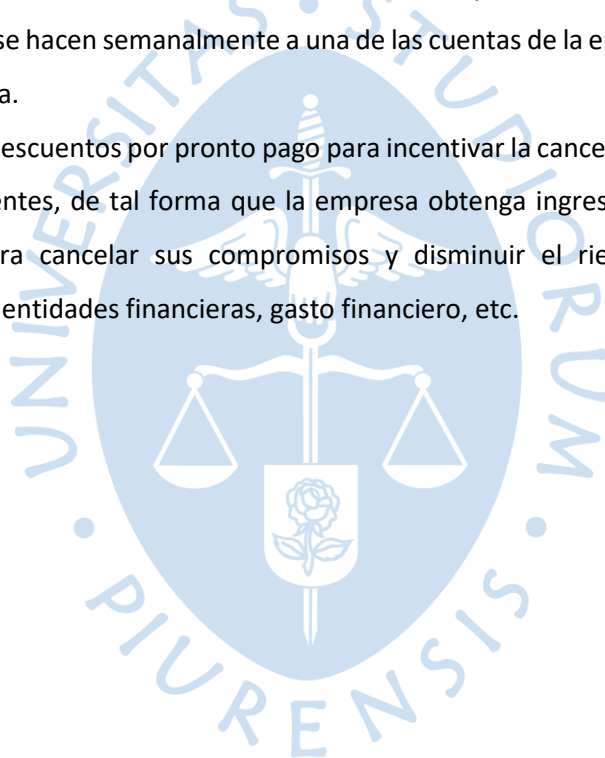 se hacen semanalmente a una de las cuentas de la e
a.
escuentos por pronto pago para incentivar la cance
entes, de tal forma que la empresa obtenga ingres
ra cancelar sus compromisos y disminuir el rie
entidades financieras, gasto financiero, etc.
UNIVERSITAS • STUDIORUM • PIURENSIS •